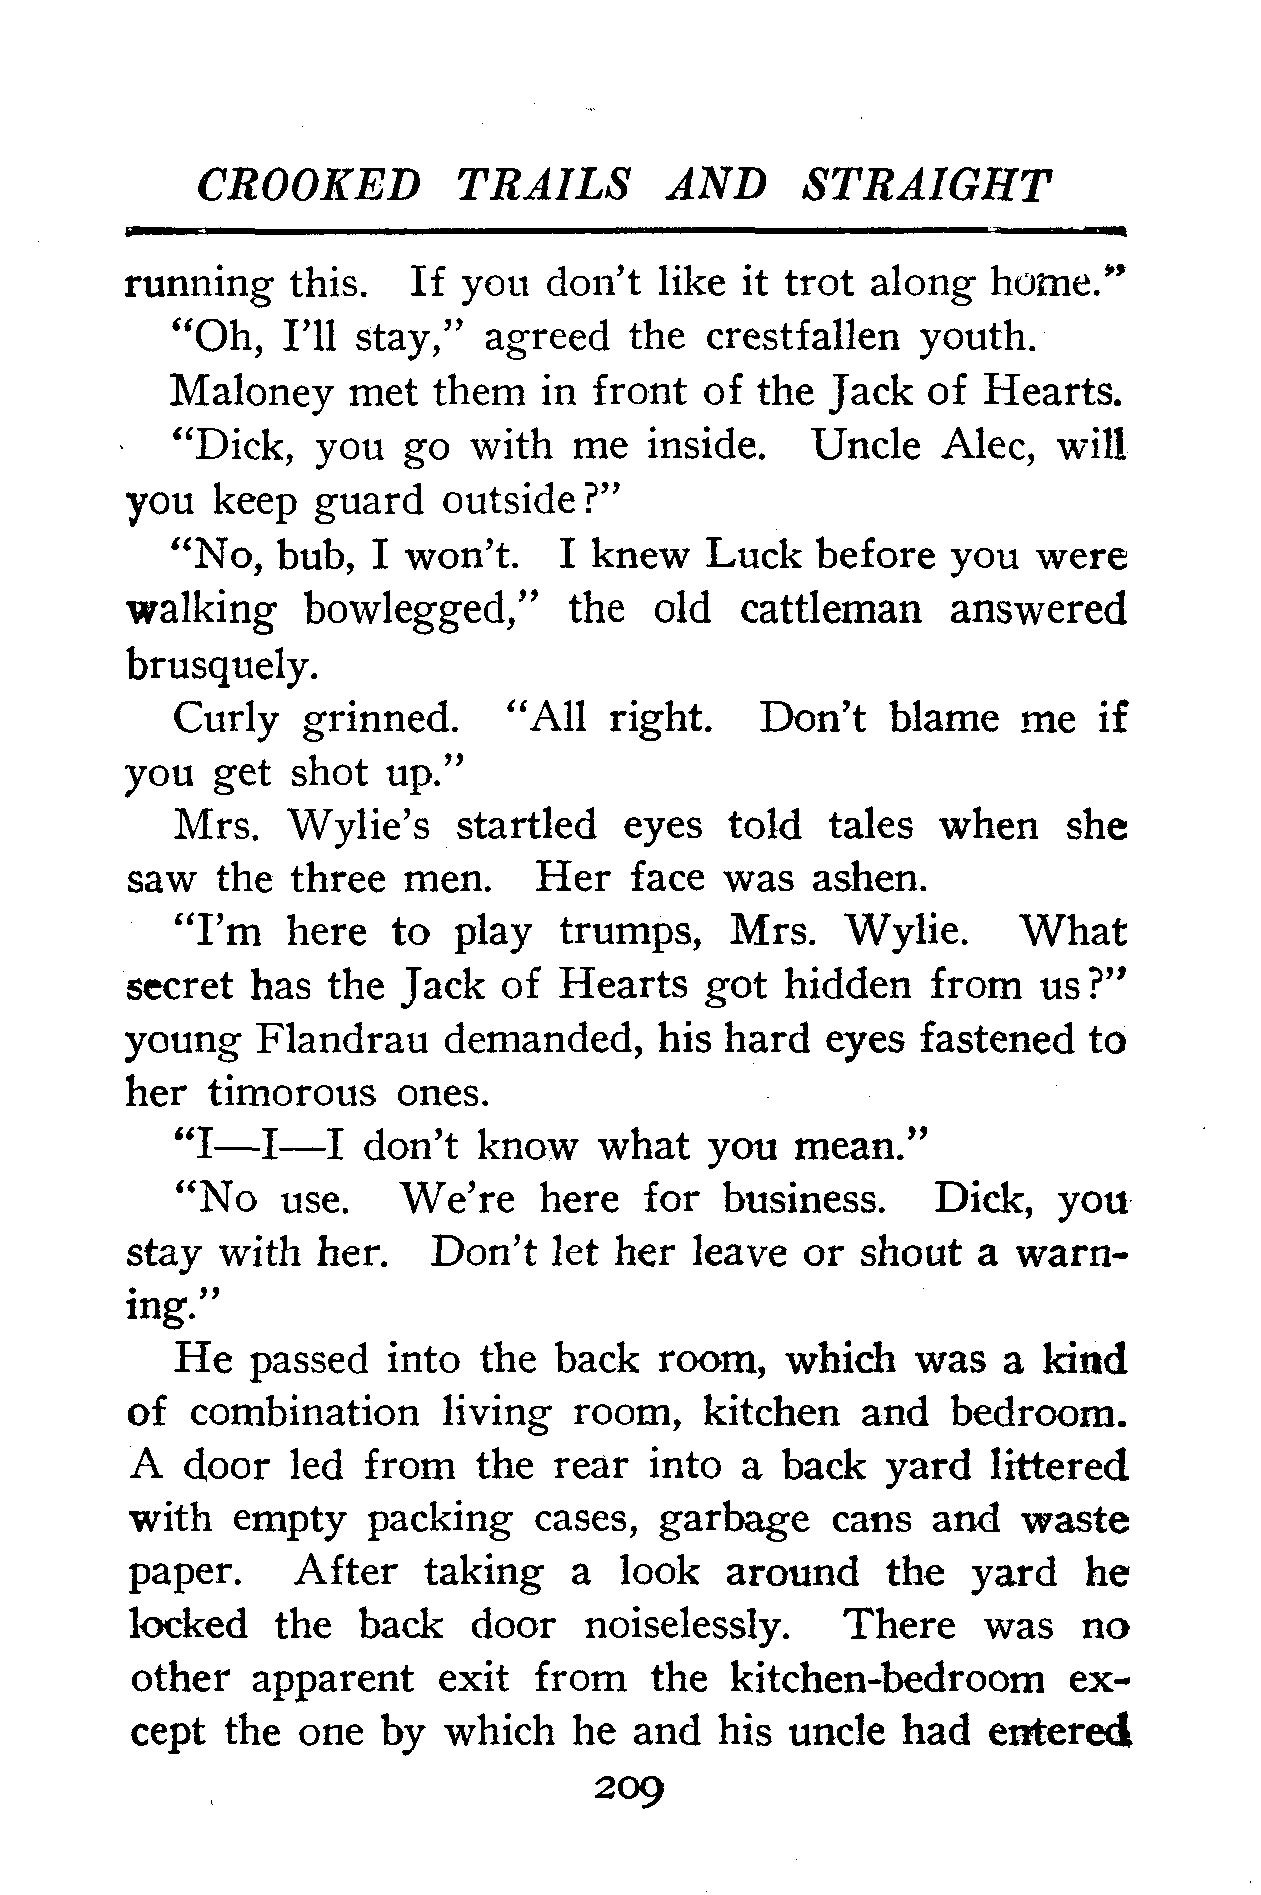 CROOKED TRAILS AND STRAIGHT
running this. If you don't like it trot along home."
"Oh, I'll stay," agreed the crestfallen youth.
Maloney met them in front of the Jack of Hearts.
"Dick, you go with me inside. Uncle Alec, will
you keep guard outside?"
"No, bub, I won't. I knew Luck before you were
walking bowlegged," the old cattleman answered
brusquely.
Curly grinned. "All right. Don't blame me if
you get shot up."
Mrs. Wylie's startled eyes told tales when she
saw the three men. Her face was ashen.
"I'm here to play trumps, Mrs. Wylie. What
secret has the Jack of Hearts got hidden from us?"
young Flandrau demanded, his hard eyes fastened to
her timorous ones.
"I—I—I don't know what you mean."
"No use. We're here for business. Dick, you
stay with her. Don't let her leave or shout a warn-
ing."
He passed into the back room, which was a kind
of combination living room, kitchen and bedroom.
A door led from the rear into a back yard littered
with empty packing cases, garbage cans and waste
paper. After taking a look around the yard he
locked the back door noiselessly. There was no
other apparent exit from the kitchen-bedroom ex-
cept the one by which he and his uncle had entered
209